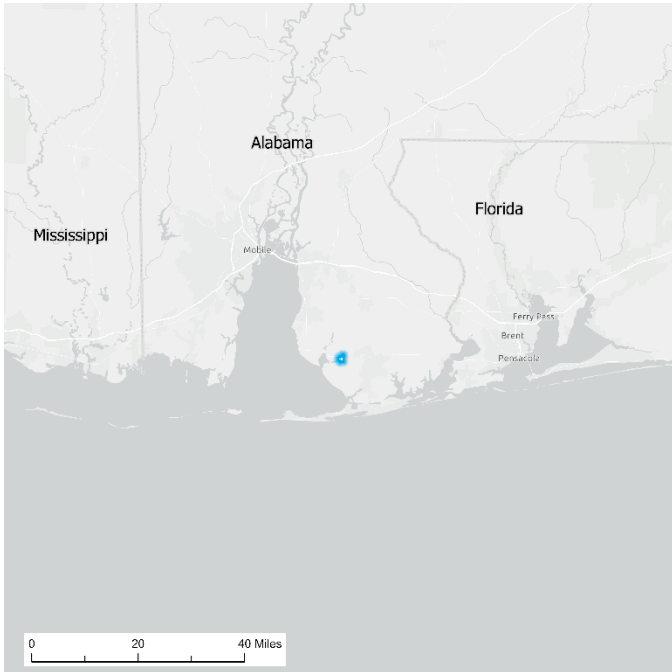 Alabama
Florida
Mississippi
Mobile
Ferry Pass
Brent
Pensacola
0 20 40 Miles